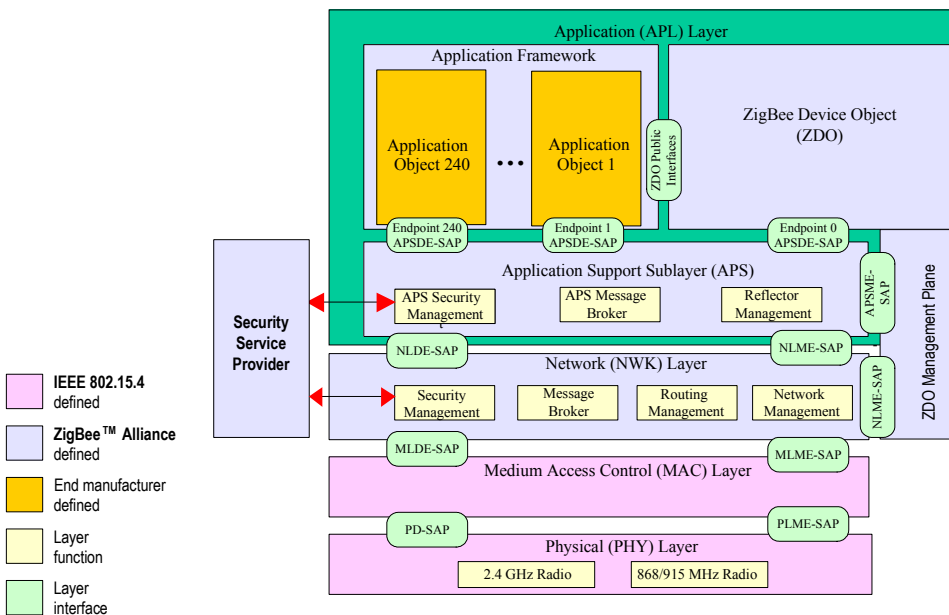 Application (APL) Layer
Application Framework
Application
Object 240
...
Application
Object 1
ZDO Public
Interfaces
ZigBee Device Object
(ZDO)
Endpoint 240
APSDE-SAP
Endpoint 1
APSDE-SAP
Endpoint 0
APSDE-SAP
Application Support Sublayer (APS)
APS Security
Management
APS Message
Broker
Reflector
Management
APSME-
SAP
ZDO Management Plane
Security
Service
Provider
NLDE-SAP
NLME-SAP
Network (NWK) Layer
Security
Management
Message
Broker
Routing
Management
Network
Management
NLME-SAP
MLDE-SAP
MLME-SAP
Medium Access Control (MAC) Layer
PD-SAP
PLME-SAP
Physical (PHY) Layer
2.4 GHz Radio
868/915 MHz Radio
IEEE 802.15.4
defined
ZigBee™ Alliance
defined
End manufacturer
defined
Layer
function
Layer
interface